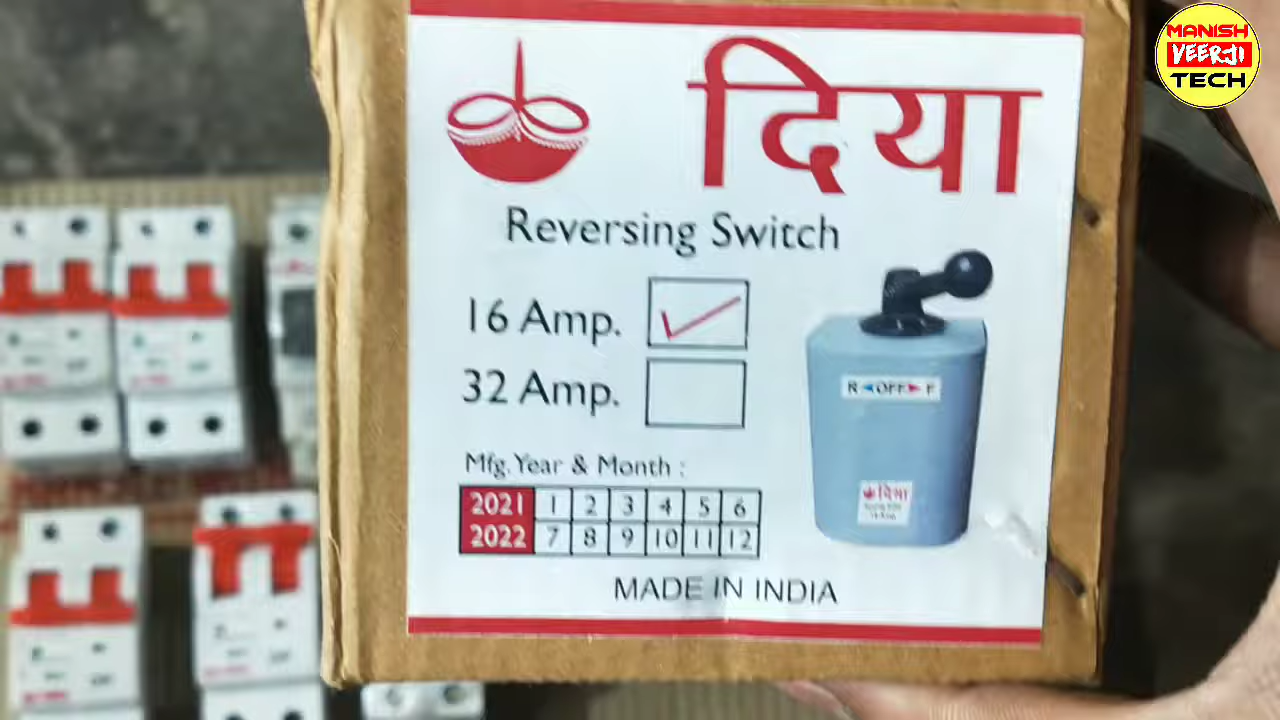 MANISH
VEERJI
TECH
दिया
Reversing Switch
16 Amp.
32 Amp.
R OFF F
दिया
Mfg. Year & Month :
2021 1 2 3 4 5 6
2022 7 8 9 10 11 12
MADE IN INDIA